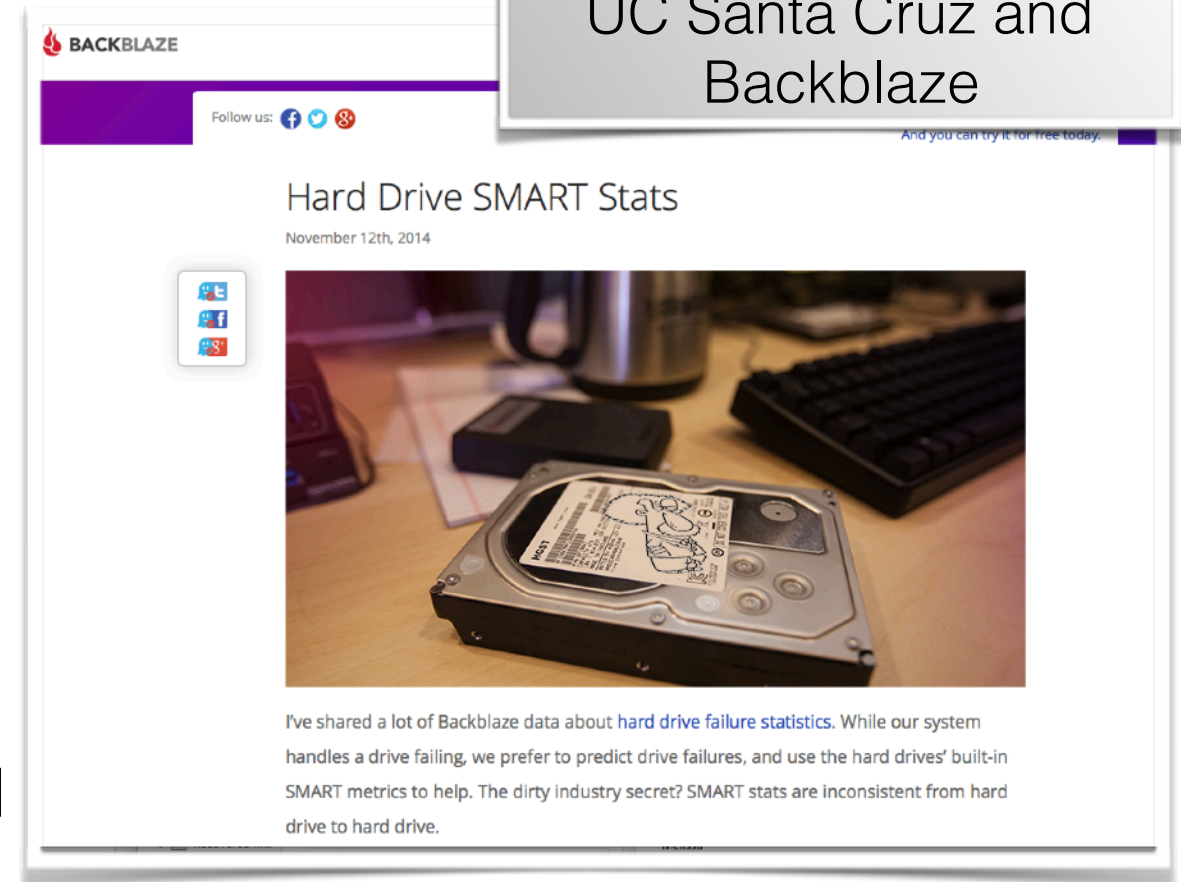 UC Santa Cruz and
Backblaze
BACKBLAZE
Follow us:
And you can try it for free today.
Hard Drive SMART Stats
November 12th, 2014
HGST
I've shared a lot of Backblaze data about hard drive failure statistics. While our system
handles a drive failing, we prefer to predict drive failures, and use the hard drives' built-in
SMART metrics to help. The dirty industry secret? SMART stats are inconsistent from hard
drive to hard drive.